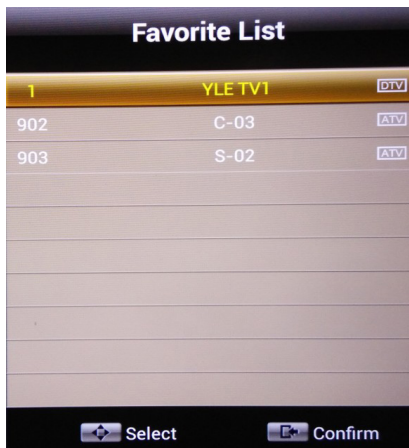 Favorite List
1 YLE TV1 DTV
902 C-03 ATV
903 S-02 ATV
Select Confirm